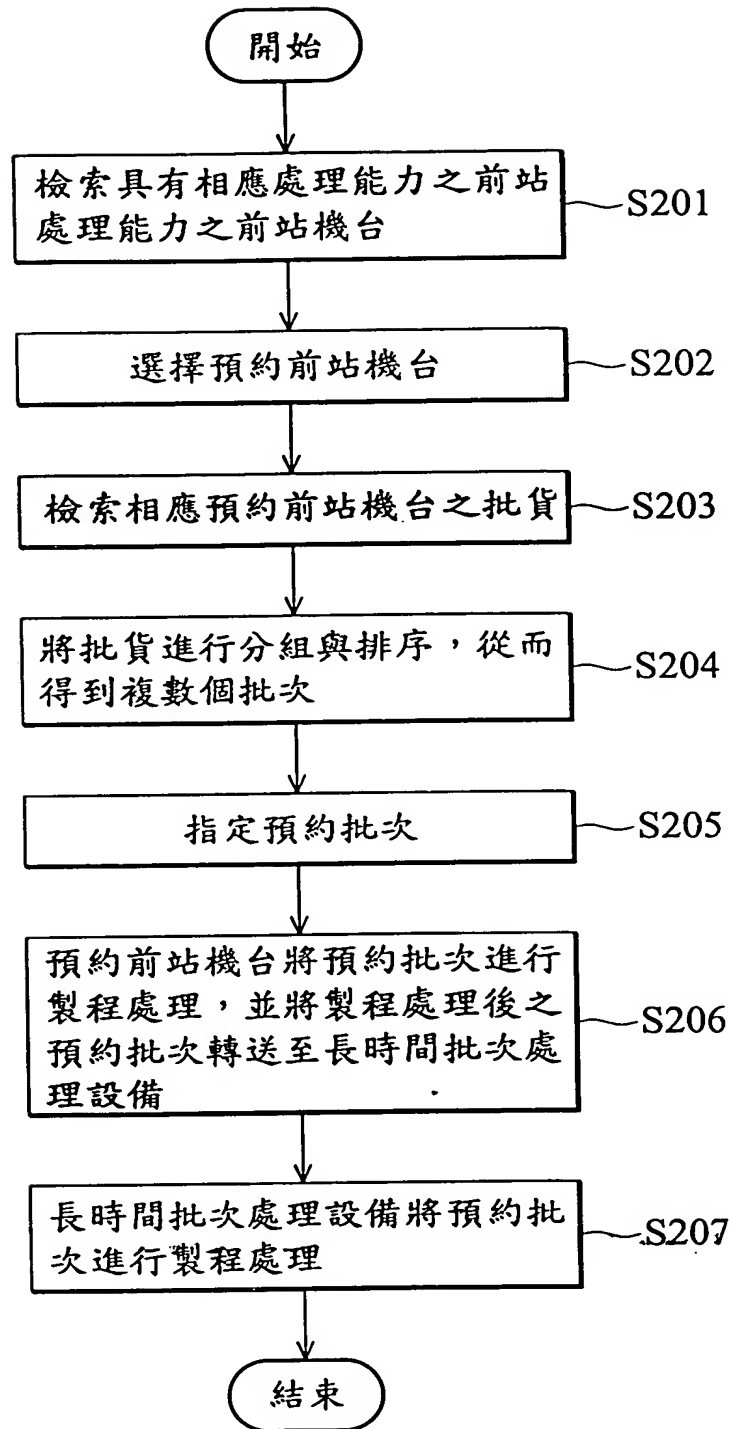 開始
檢索具有相應處理能力之前站
處理能力之前站機台
S201
選擇預約前站機台
S202
檢索相應預約前站機台之批貨
S203
將批貨進行分組與排序，從而
得到複數個批次
S204
指定預約批次
S205
預約前站機台將預約批次進行
製程處理，並將製程處理後之
預約批次轉送至長時間批次處
理設備
S206
長時間批次處理設備將預約批
次進行製程處理
S207
結束